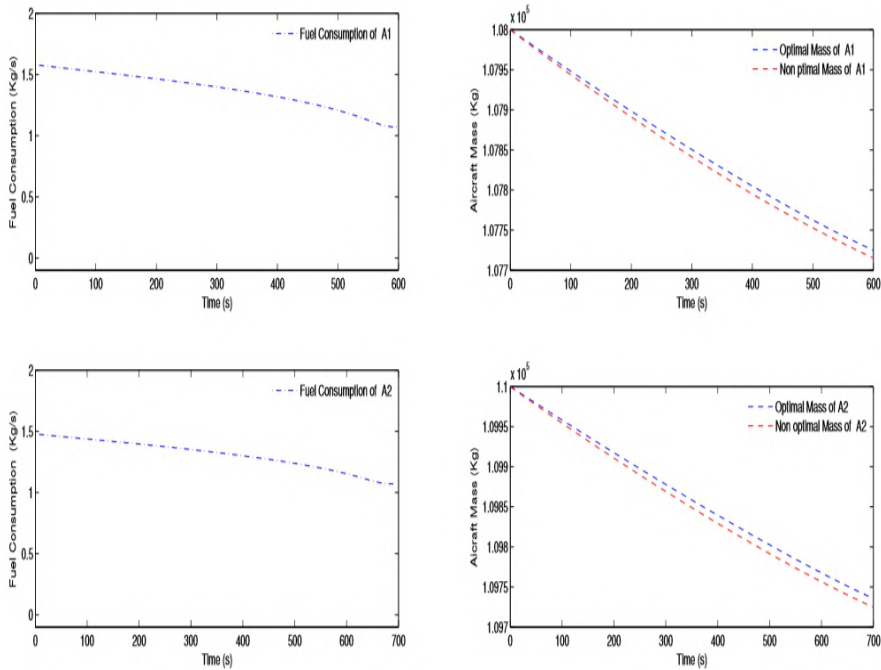 2
1.5
1
0.5
0
Fuel Consumption (Kg/s)
Fuel Consumption of A1
0 100 200 300 400 500 600
Time (s)
x 10^5
1.08
1.0795
1.079
1.0785
1.078
1.0775
1.077
Aircraft Mass (Kg)
Optimal Mass of A1
Non ptimal Mass of A1
0 100 200 300 400 500 600
Time (s)
2
1.5
1
0.5
0
Fuel Consumption (Kg/s)
Fuel Consumption of A2
0 100 200 300 400 500 600 700
Time (s)
x 10^5
1.1
1.0995
1.099
1.0985
1.098
1.0975
1.097
Aicraft Mass (Kg)
Optimal Mass of A2
Non optimal Mass of A2
0 100 200 300 400 500 600 700
Time (s)